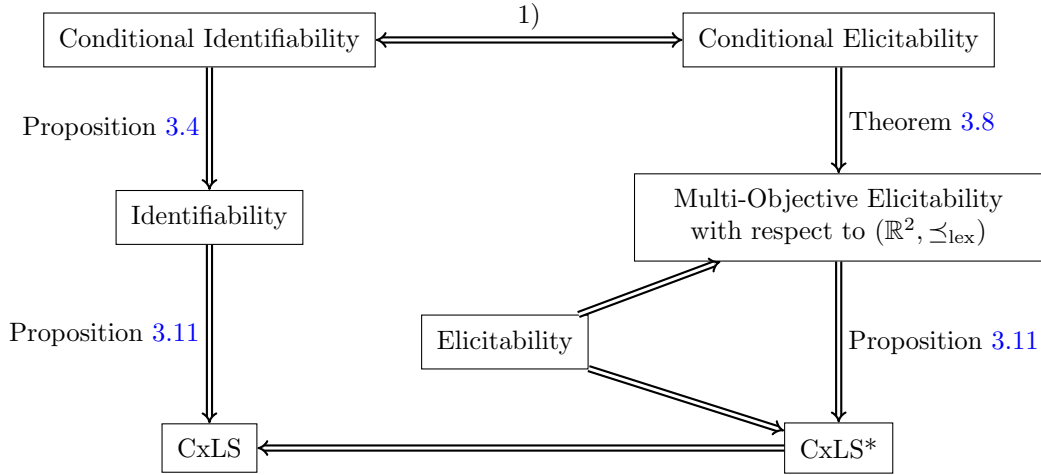 1)
Conditional Identifiability
Conditional Elicitability
Proposition 3.4
Theorem 3.8
Identifiability
Multi-Objective Elicitability
with respect to (ℝ², ⪯lex)
Proposition 3.11
Elicitability
Proposition 3.11
CxLS
CxLS*